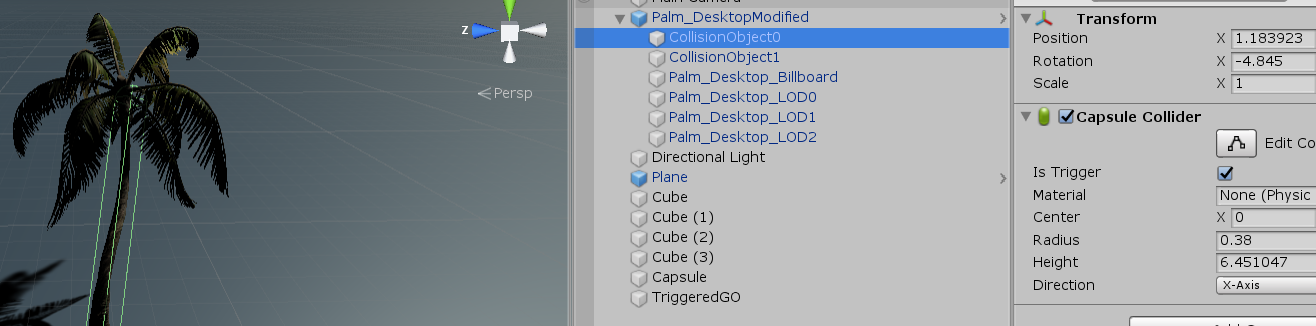 Palm_DesktopModified
Transform
CollisionObject0
Position X 1.183923
z
CollisionObject1
Rotation X -4.845
Palm_Desktop_Billboard
Scale X 1
Persp
Palm_Desktop_LOD0
Palm_Desktop_LOD1
Capsule Collider
Palm_Desktop_LOD2
Edit Co
Directional Light
Is Trigger
Plane
Material None (Physic
Cube
Center X 0
Cube (1)
Radius 0.38
Cube (2)
Height 6.451047
Cube (3)
Direction X-Axis
Capsule
TriggeredGO